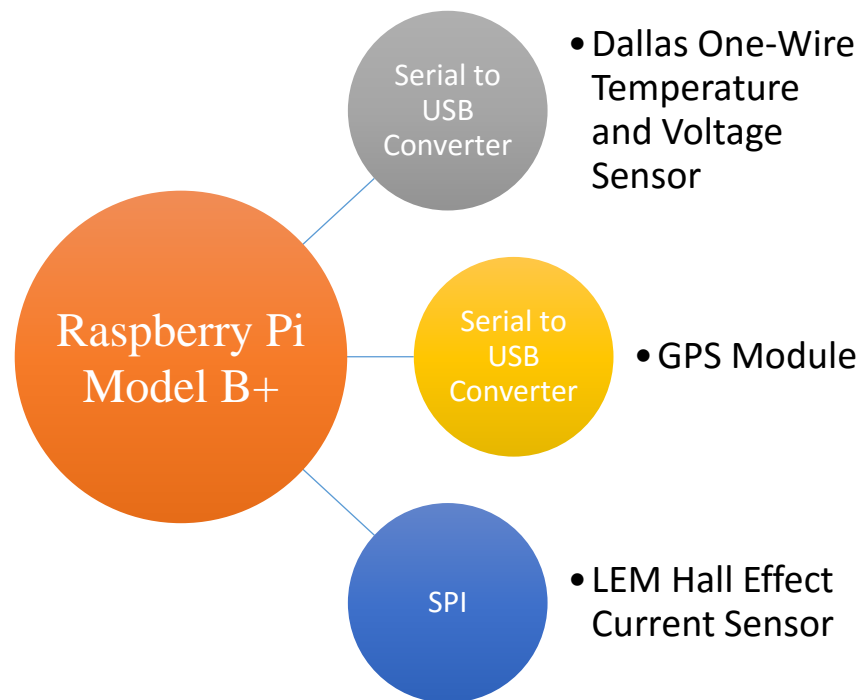 Serial to
USB
Converter
• Dallas One-Wire
Temperature
and Voltage
Sensor
Raspberry Pi
Model B+
Serial to
USB
Converter
• GPS Module
SPI
• LEM Hall Effect
Current Sensor